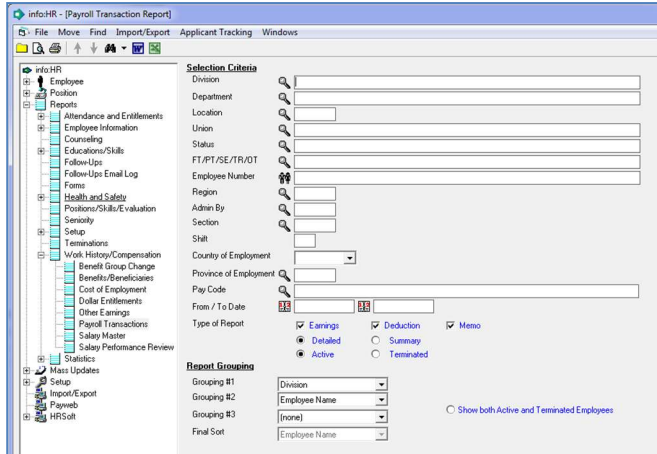 info:HR - [Payroll Transaction Report]
File Move Find Import/Export Applicant Tracking Windows
info:HR
Employee
Position
Reports
Attendance and Entitlements
Employee Information
Counseling
Educations/Skills
Follow-Ups
Follow-Ups Email Log
Forms
Health and Safety
Positions/Skills/Evaluation
Seniority
Setup
Terminations
Work History/Compensation
Benefit Group Change
Benefits/Beneficiaries
Cost of Employment
Dollar Entitlements
Other Earnings
Payroll Transactions
Salary Master
Salary Performance Review
Statistics
Mass Updates
Setup
Import/Export
Payweb
HRSoft
Selection Criteria
Division
Department
Location
Union
Status
FT/PT/SE/TR/OT
Employee Number
Region
Admin By
Section
Shift
Country of Employment
Province of Employment
Pay Code
From / To Date
Type of Report Earnings Deduction Memo
Detailed Summary
Active Terminated
Report Grouping
Grouping #1 Division
Grouping #2 Employee Name
Grouping #3 (none) Show both Active and Terminated Employees
Final Sort Employee Name